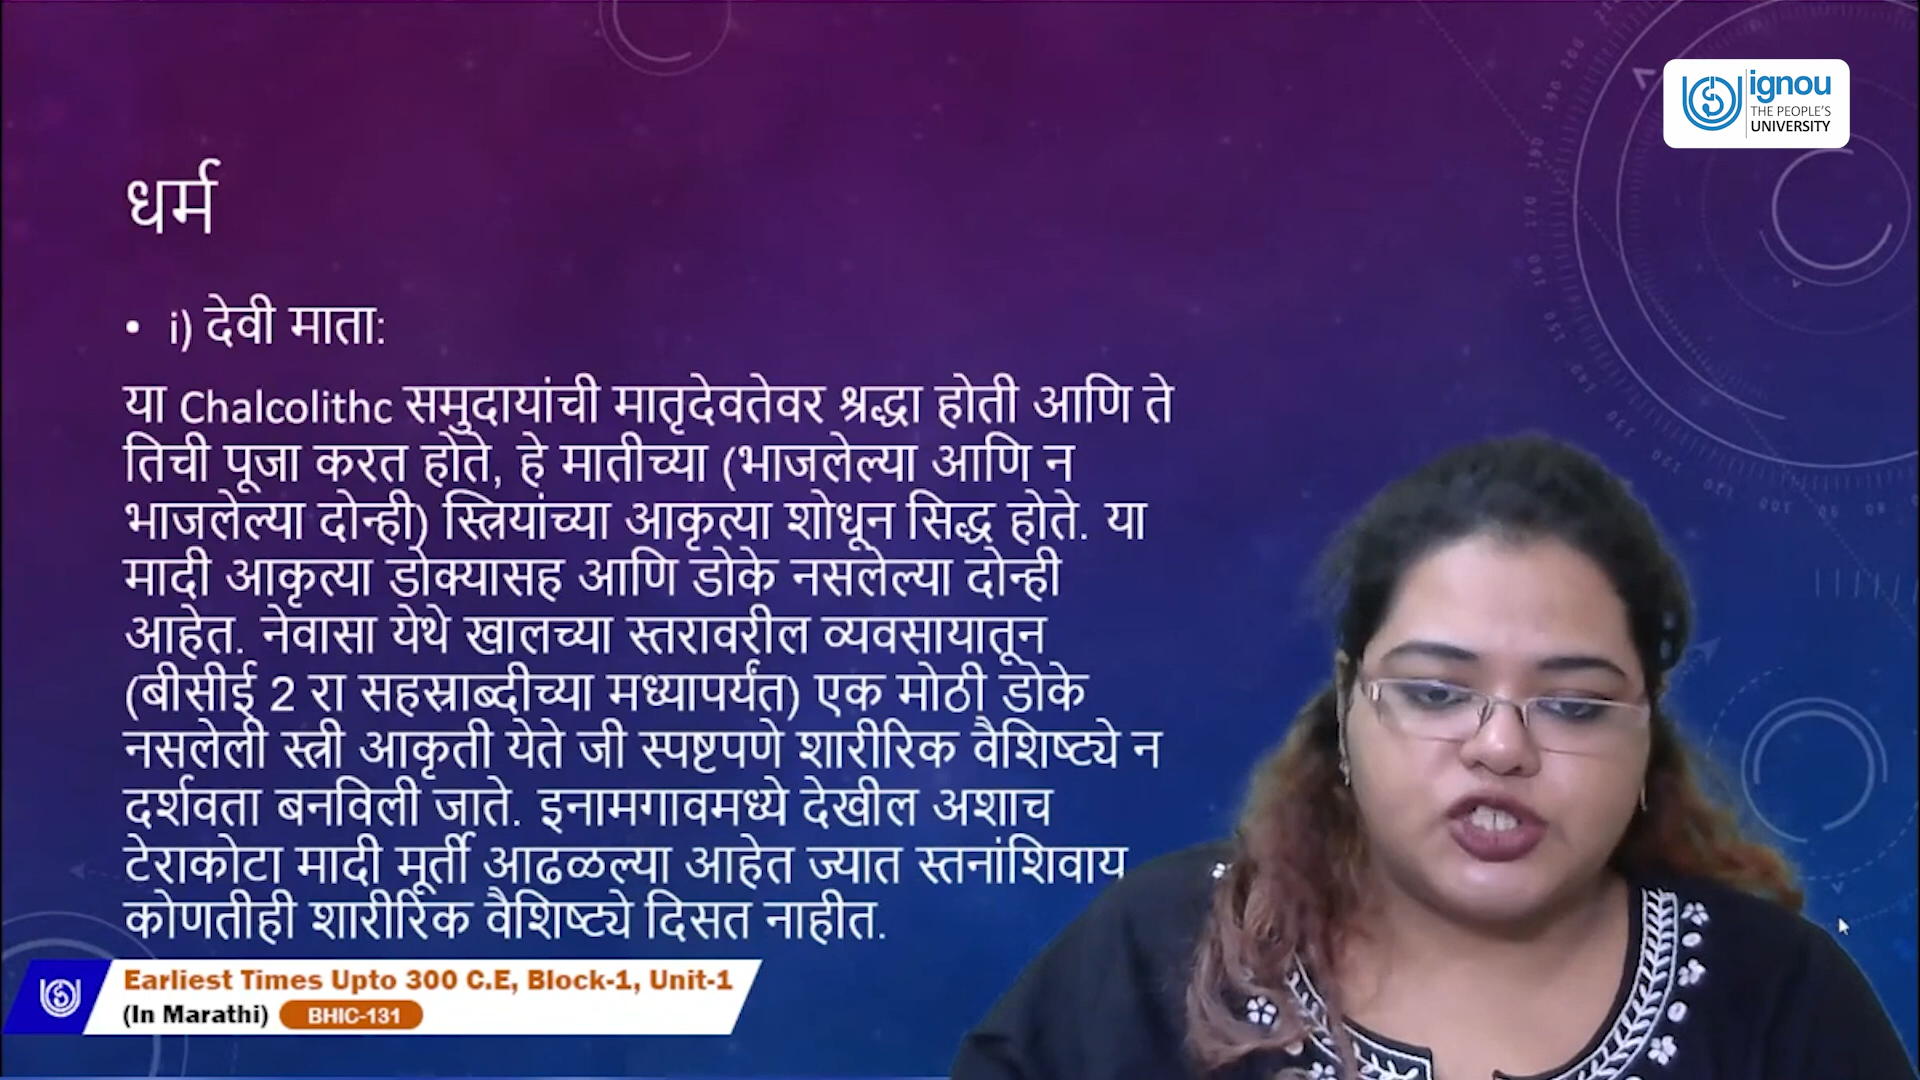 ignou
THE PEOPLE'S
UNIVERSITY
धर्म
• i) देवी माता:
या Chalcolithc समुदायांची मातृदेवतेवर श्रद्धा होती आणि ते
तिची पूजा करत होते, हे मातीच्या (भाजलेल्या आणि न
भाजलेल्या दोन्ही) स्त्रियांच्या आकृत्या शोधून सिद्ध होते. या
मादी आकृत्या डोक्यासह आणि डोके नसलेल्या दोन्ही
आहेत. नेवासा येथे खालच्या स्तरावरील व्यवसायातून
(बीसीई 2 रा सहस्राब्दीच्या मध्यापर्यंत) एक मोठी डोके
नसलेली स्त्री आकृती येते जी स्पष्टपणे शारीरिक वैशिष्ट्ये न
दर्शवता बनविली जाते. इनामगावमध्ये देखील अशाच
टेराकोटा मादी मूर्ती आढळल्या आहेत ज्यात स्तनांशिवाय
कोणतीही शारीरिक वैशिष्ट्ये दिसत नाहीत.
Earliest Times Upto 300 C.E, Block-1, Unit-1
(In Marathi) BHIC-131